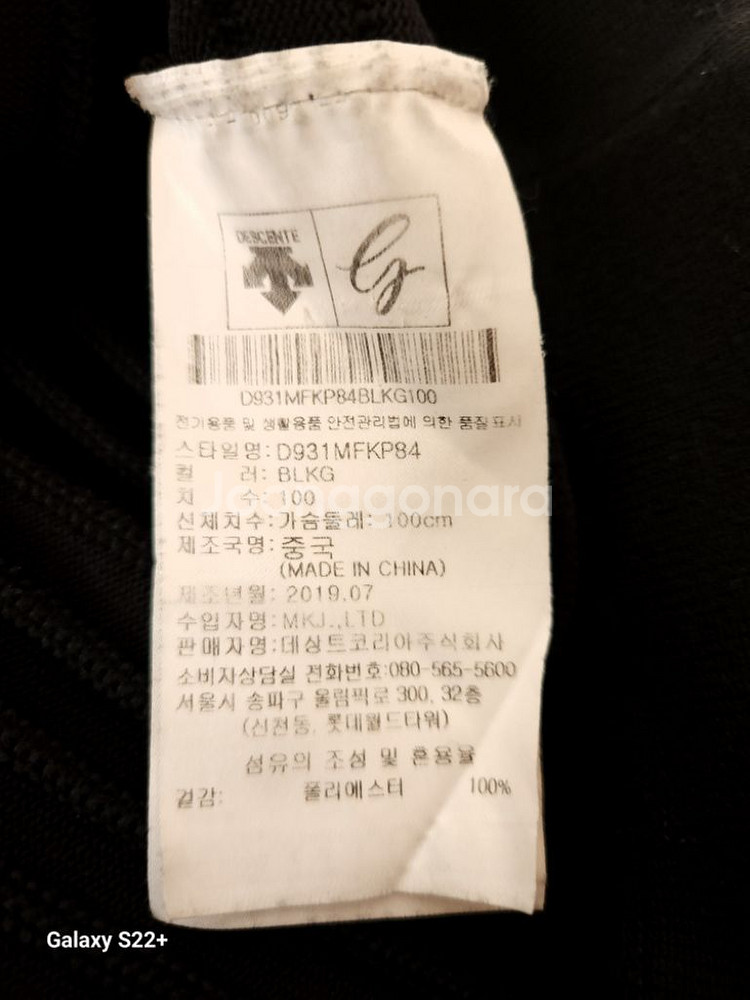 DESCENTE
D931MFKP84BLKG100
전기용품 및 생활용품 안전관리법에 의한 품질표시
스타일명: D931MFKP84
컬 러: BLKG
치 수: 100
신체치수: 가슴둘레: 100cm
제조국명: 중국
(MADE IN CHINA)
제조년월: 2019.07
수입자명: MKJ.,LTD
판매자명: 데상트코리아주식회사
소비자상담실 전화번호:080-565-5600
서울시 송파구 올림픽로 300, 32층
(신천동, 롯데월드타워)
섬유의 조성 및 혼용율
겉감: 폴리에스터 100%
Joonggonara
Galaxy S22+